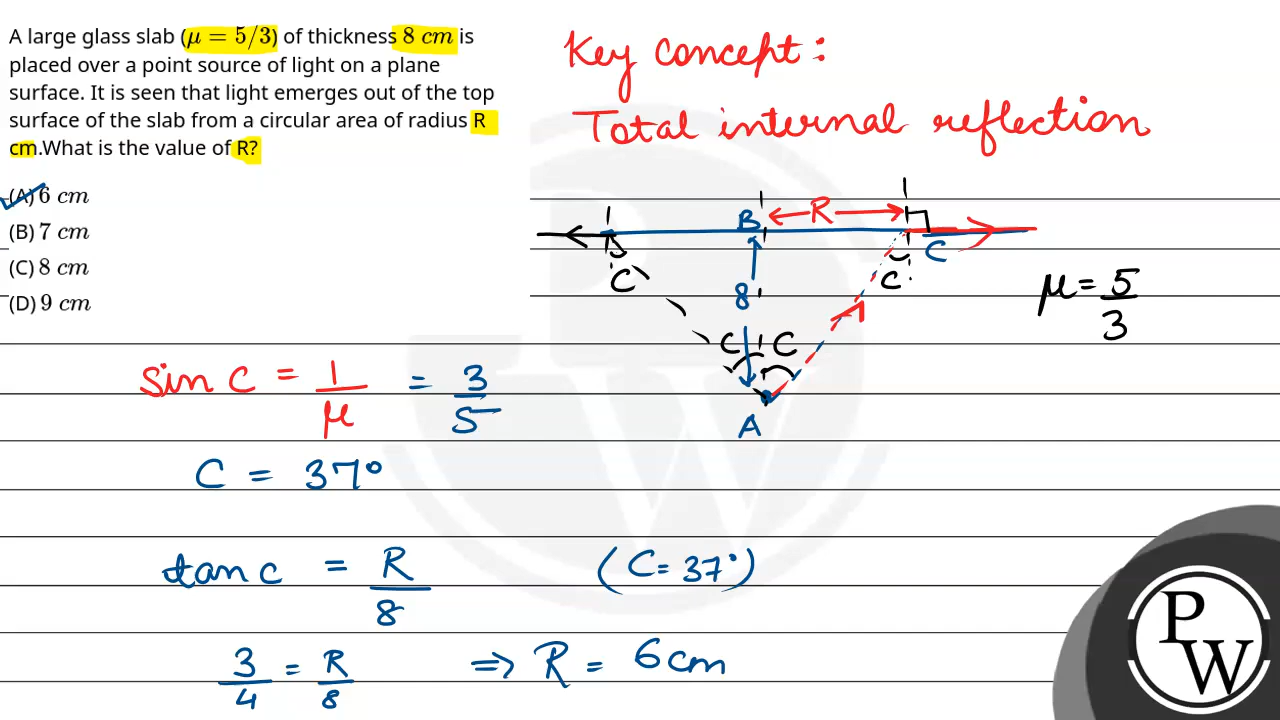 A large glass slab (μ = 5/3) of thickness 8 cm is
placed over a point source of light on a plane
surface. It is seen that light emerges out of the top
surface of the slab from a circular area of radius R
cm.What is the value of R?
(A) 6 cm
(B) 7 cm
(C) 8 cm
(D) 9 cm
Key concept:
Total internal reflection
B R C
C C
8
C C
A
μ = 5/3
sin C = 1/μ = 3/5
C = 37°
tan c = R/8 (C = 37°)
3/4 = R/8 ⇒ R = 6 cm
PW